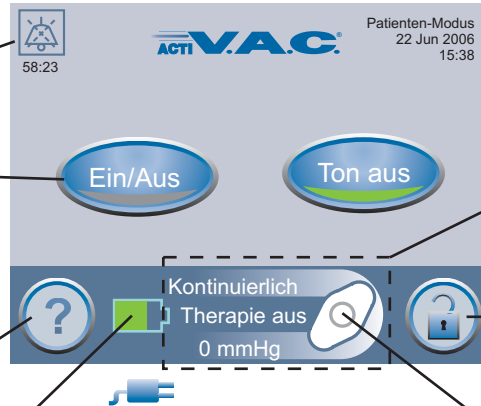 58:23
ACTI V.A.C.®
Patienten-Modus
22 Jun 2006
15:38
Ein/Aus
Ton aus
?
Kontinuierlich
Therapie aus
0 mmHg